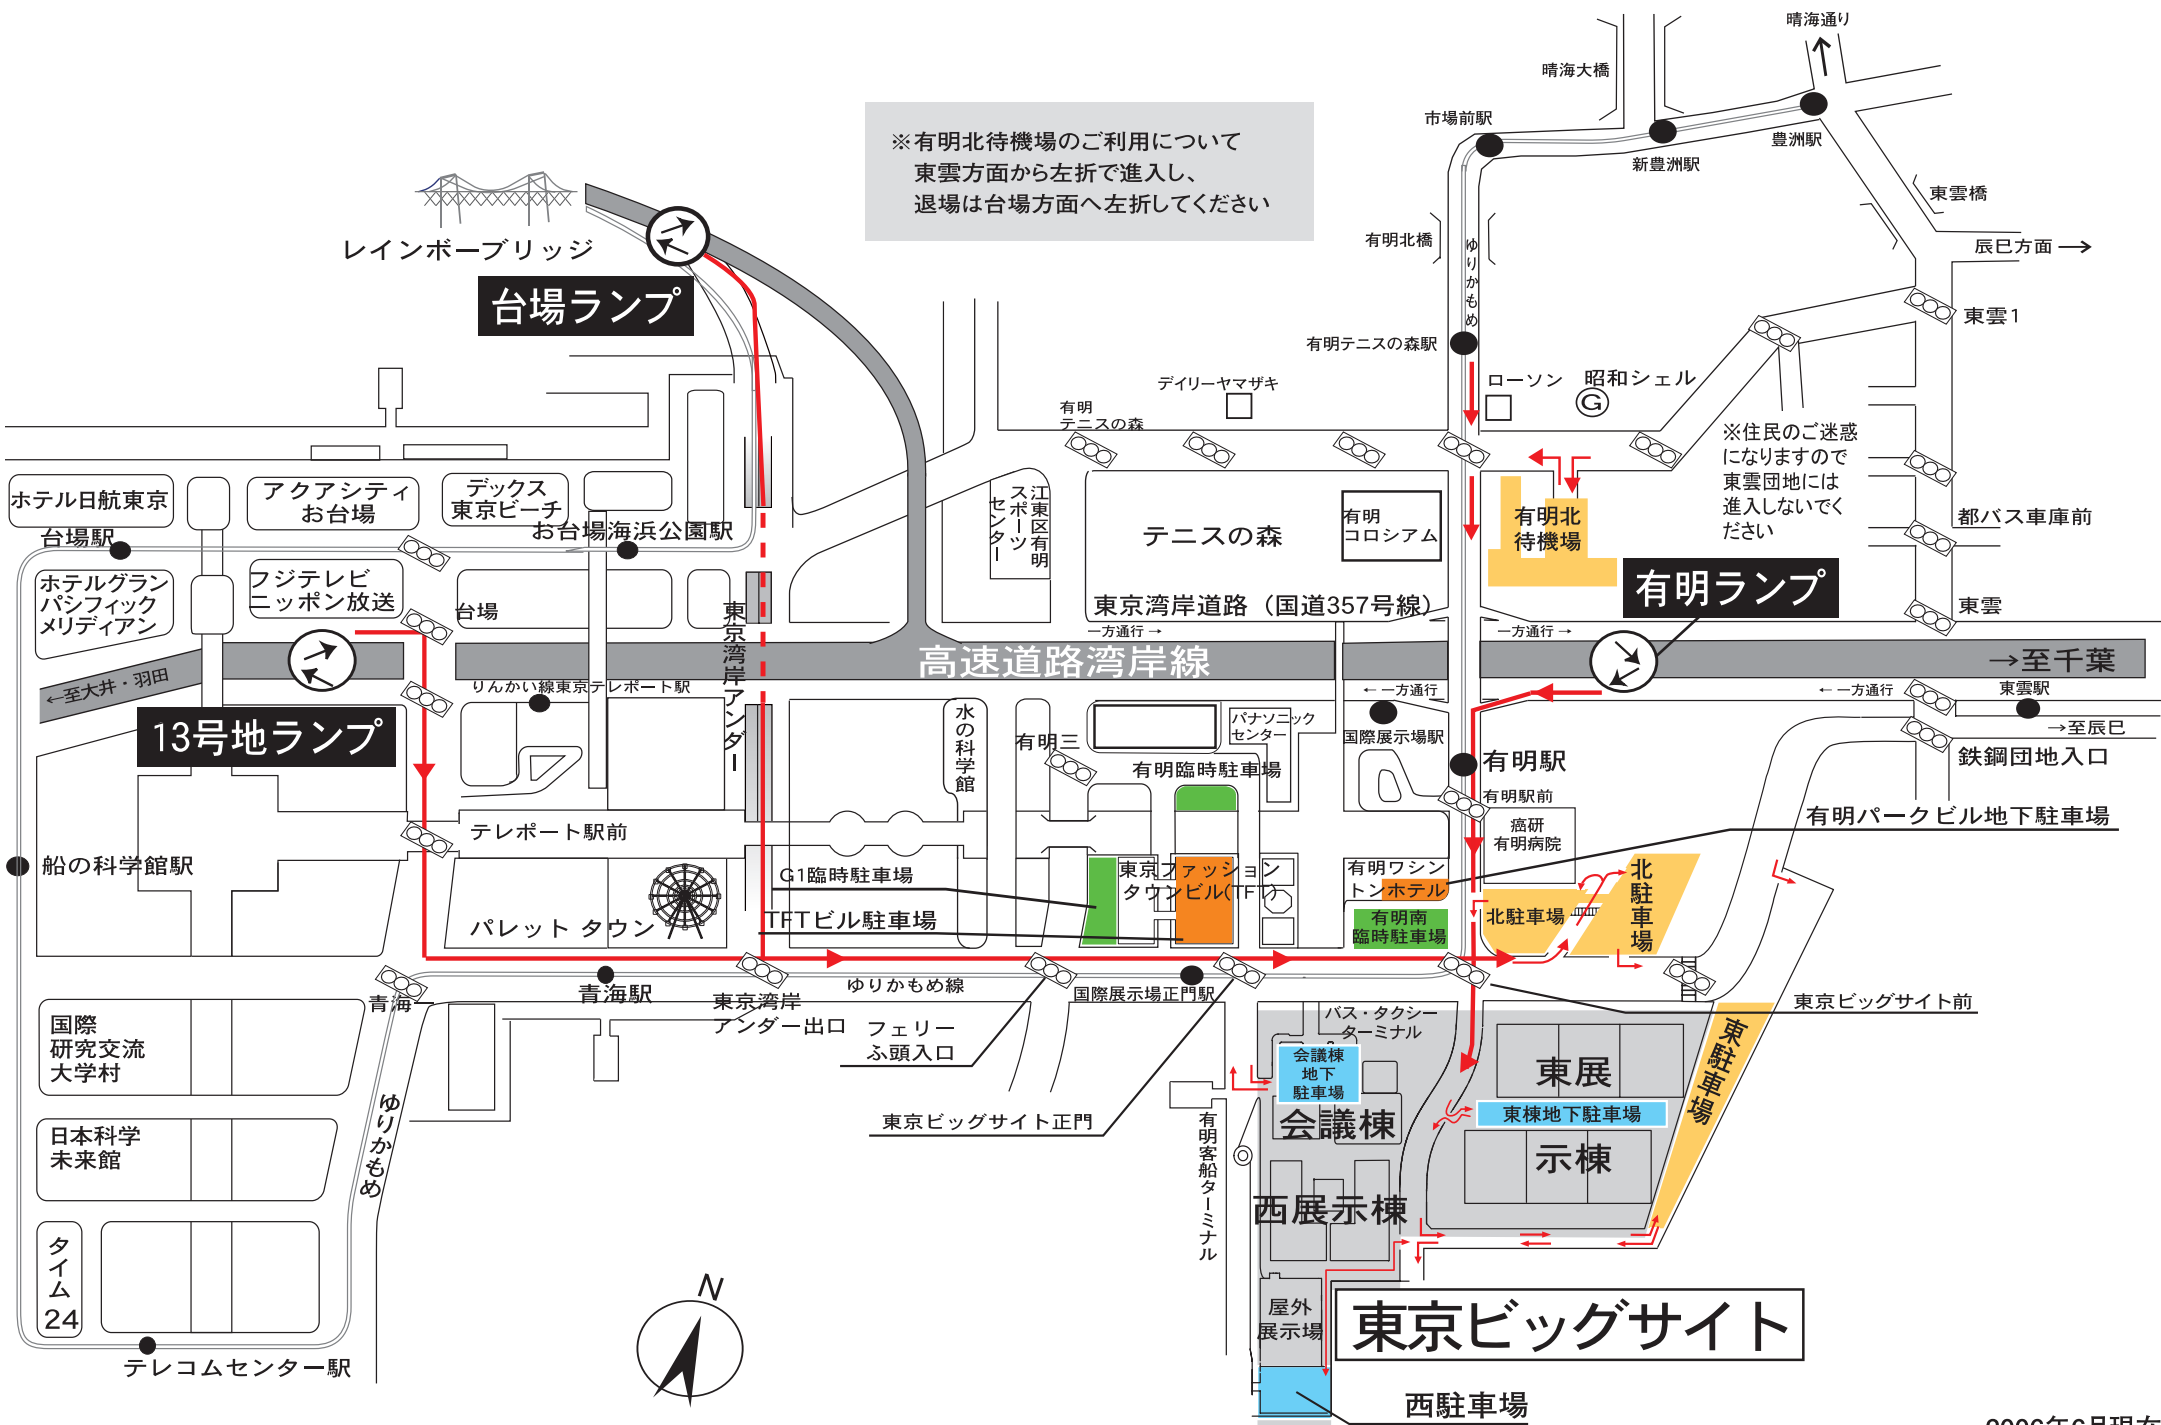 晴海通り
晴海大橋
市場前駅
新豊洲駅
豊洲駅
※有明北待機場のご利用について
東雲方面から左折で進入し、
退場は台場方面へ左折してください
東雲橋
辰巳方面→
有明北橋
ゆりかもめ
レインボーブリッジ
台場ランプ
東雲1
有明テニスの森駅
デイリーヤマザキ
有明
テニスの森
ローソン
昭和シェル
G
※住民のご迷惑
になりますので
東雲団地には
進入しないでく
ださい
ホテル日航東京
アクアシティ
お台場
デックス
東京ビーチ
お台場海浜公園駅
台場駅
江東区有明
スポーツ
センター
テニスの森
有明
コロシアム
有明北
待機場
都バス車庫前
ホテルグラン
パシフィック
メリディアン
フジテレビ
ニッポン放送
台場
東京湾岸アンダー
東京湾岸道路(国道357号線)
有明ランプ
東雲
一方通行→
一方通行→
高速道路湾岸線
→至千葉
←至大井・羽田
りんかい線東京テレポート駅
←一方通行
←一方通行
東雲駅
→至辰巳
13号地ランプ
水の科学館
有明三
パナソニック
センター
国際展示場駅
有明駅
鉄鋼団地入口
有明臨時駐車場
有明駅前
有明パークビル地下駐車場
テレポート駅前
癌研
有明病院
船の科学館駅
G1臨時駐車場
東京ファッション
タウンビル(TFT)
有明ワシン
トンホテル
北駐車場
北駐車場
パレット タウン
TFTビル駐車場
有明南
臨時駐車場
青海
青海駅
東京湾岸
アンダー出口
ゆりかもめ線
国際展示場正門駅
東京ビッグサイト前
フェリー
ふ頭入口
バス・タクシー
ターミナル
国際
研究交流
大学村
会議棟
地下
駐車場
会議棟
東展
示棟
東棟地下駐車場
東駐車場
東京ビッグサイト正門
ゆりかもめ
日本科学
未来館
有明客船ターミナル
西展示棟
タイム
24
N
屋外
展示場
東京ビッグサイト
テレコムセンター駅
西駐車場